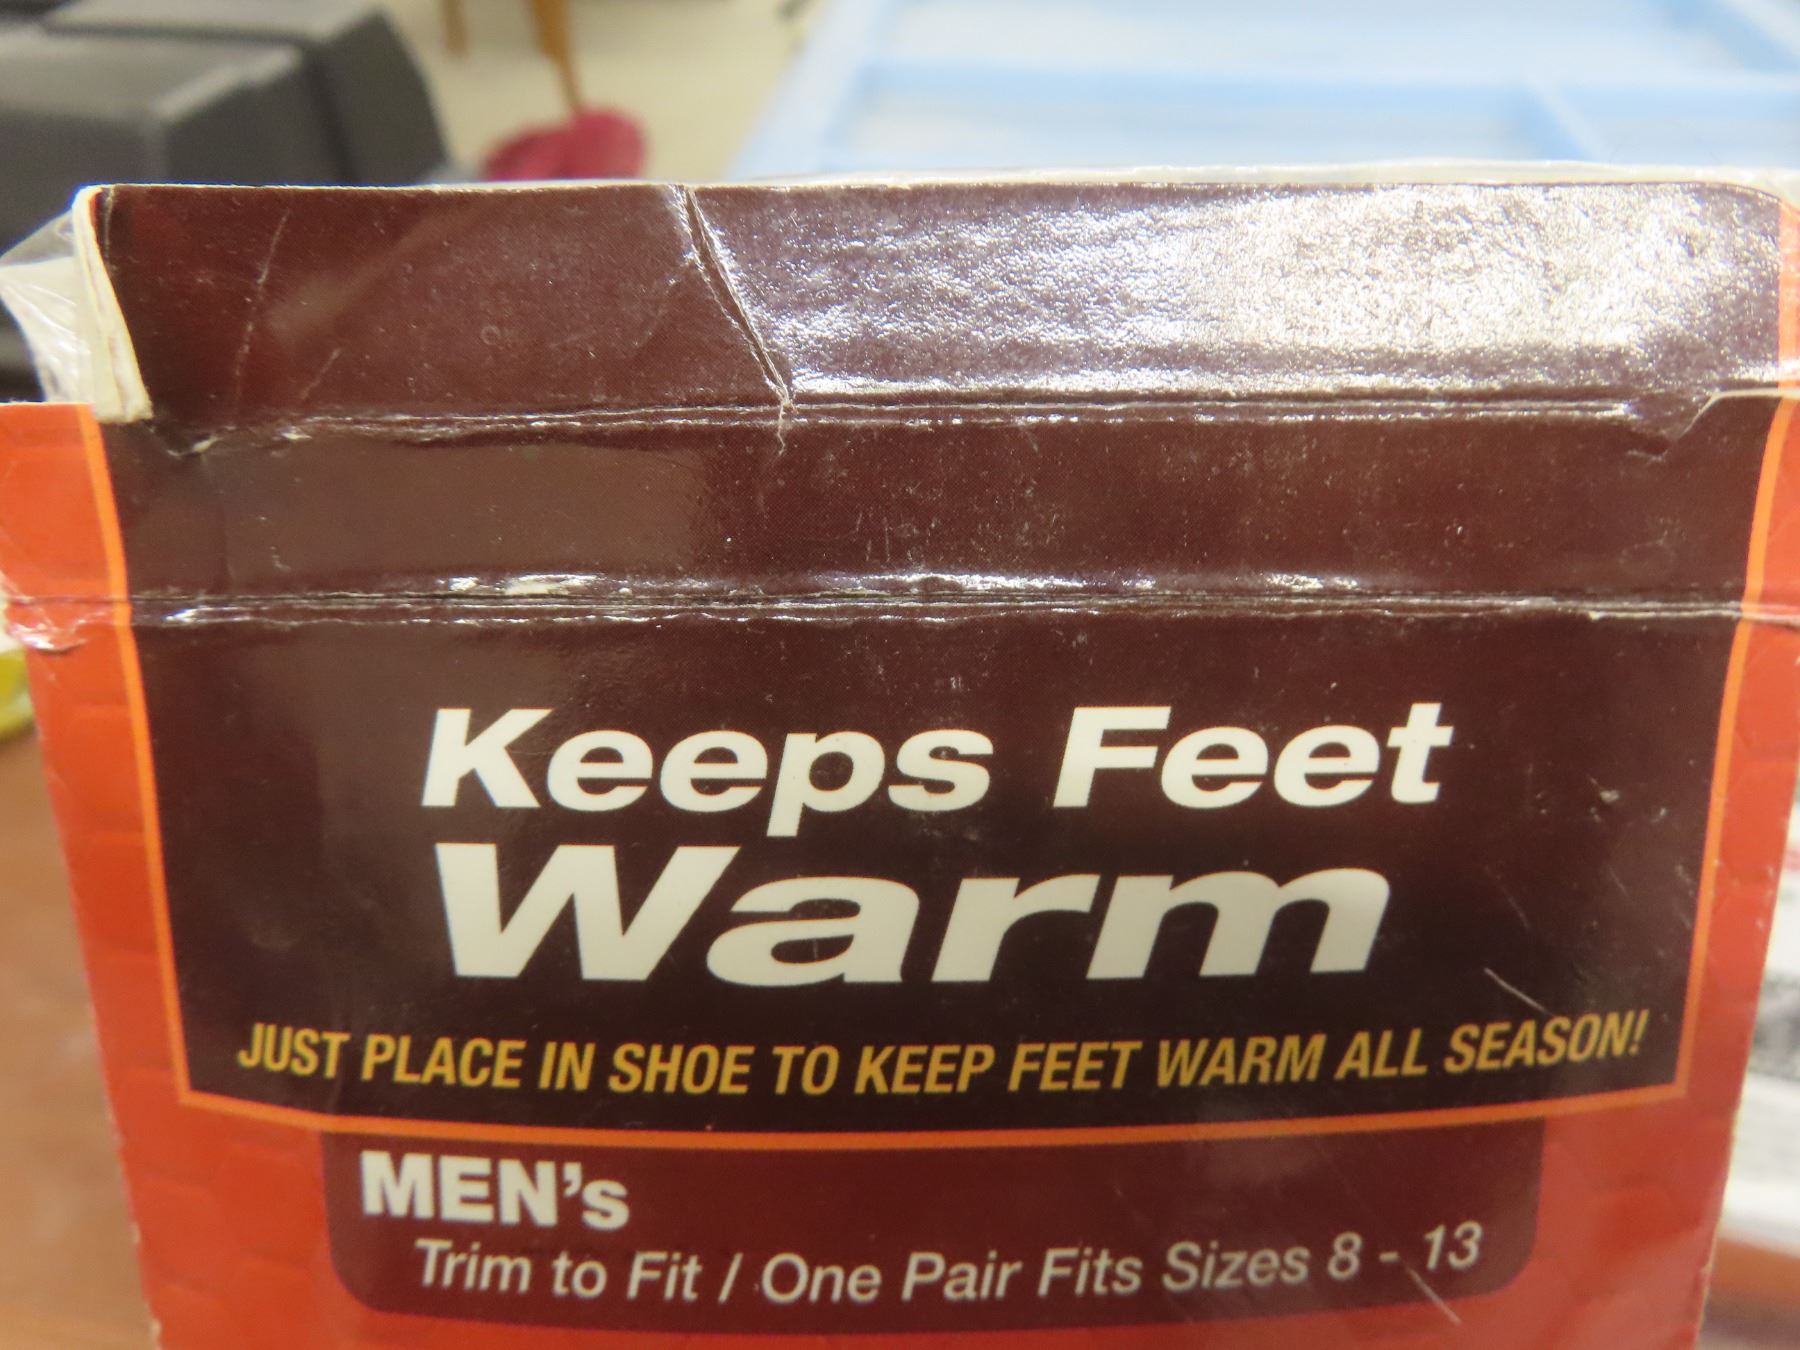 Keeps Feet
Warm
JUST PLACE IN SHOE TO KEEP FEET WARM ALL SEASON!
MEN's
Trim to Fit / One Pair Fits Sizes 8 - 13